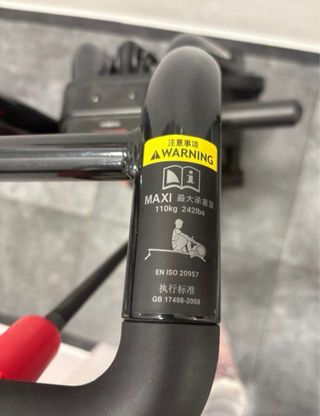 注意事项
WARNING
MAXI 最大承重量
110kg 242lbs
EN ISO 20957
执行标准
GB 17498-2008